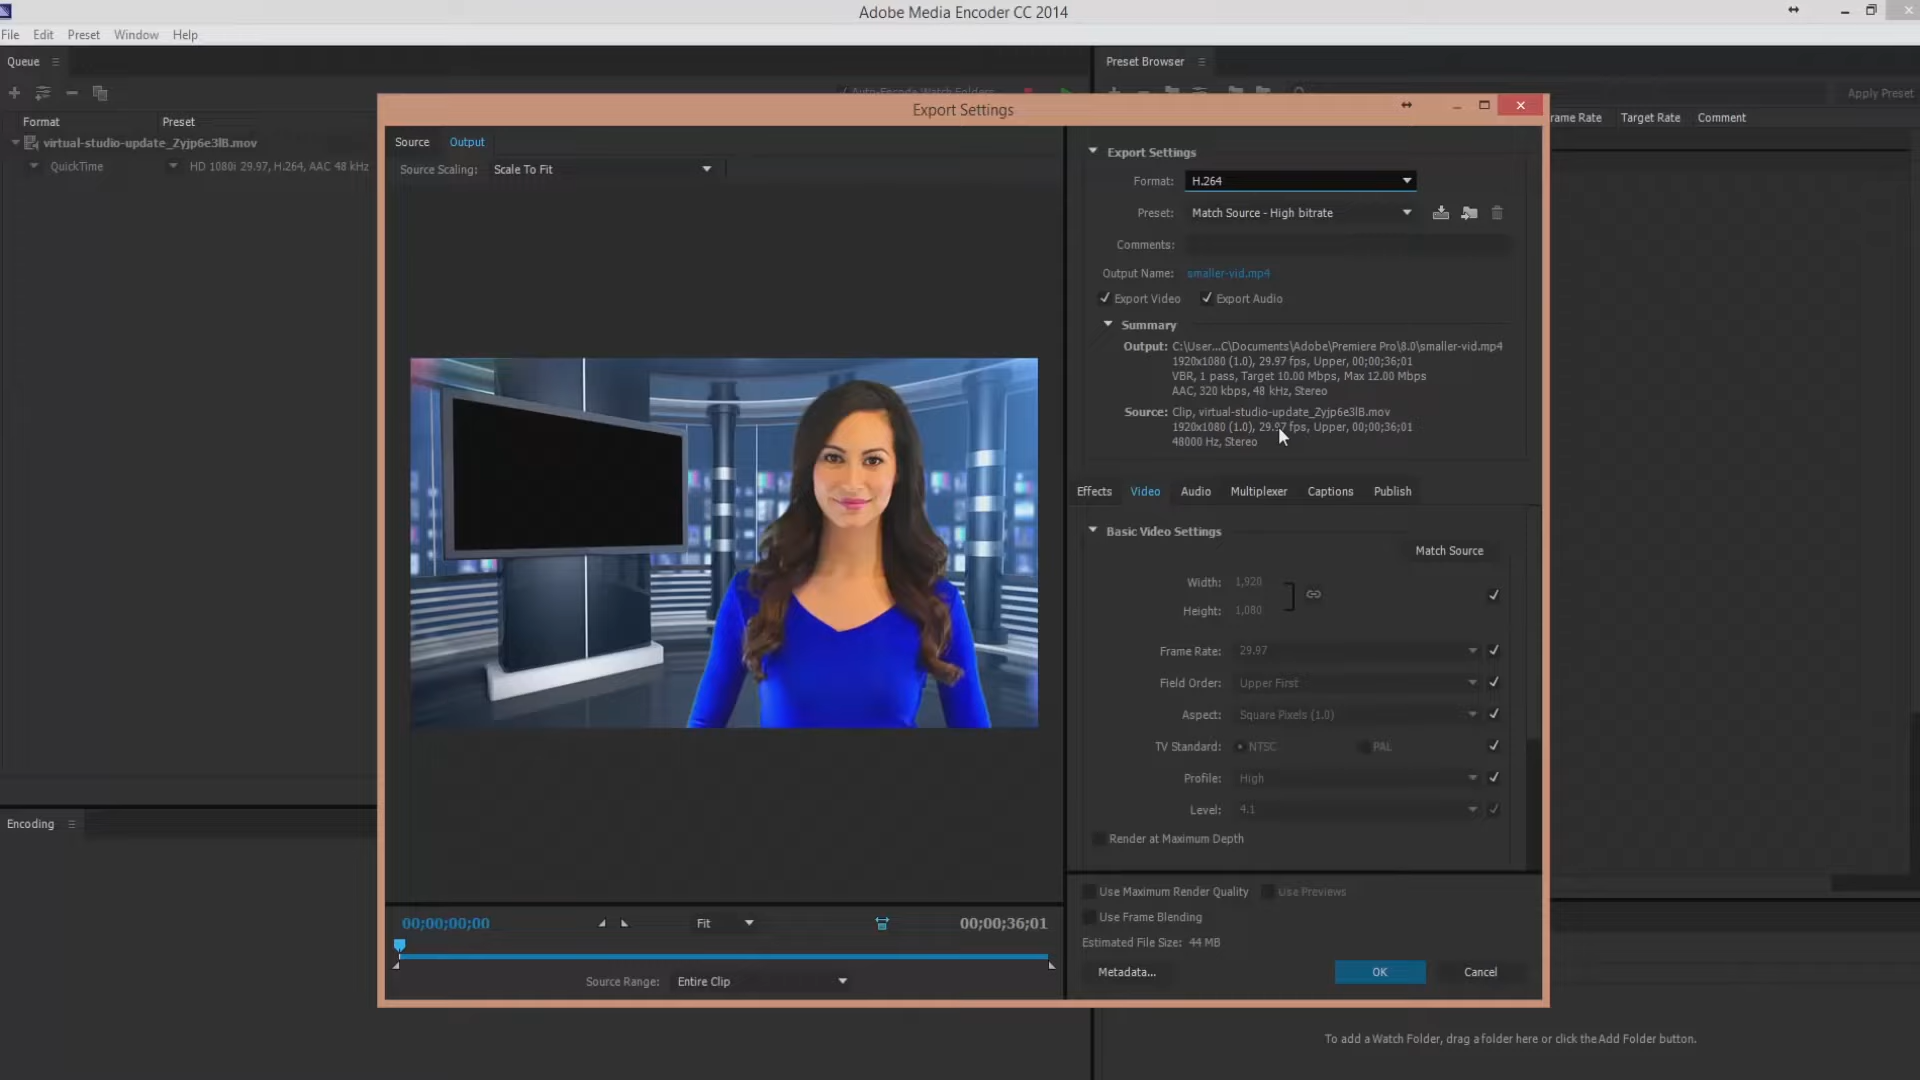 Adobe Media Encoder CC 2014
File Edit Preset Window Help
Queue
Preset Browser
Auto-Encode Watch Folders
Apply Preset
Format Preset
rame Rate Target Rate Comment
virtual-studio-update_Zyjp6e3lB.mov
QuickTime HD 1080i 29.97, H.264, AAC 48 kHz
Export Settings
Source Output
Source Scaling: Scale To Fit
Export Settings
Format: H.264
Preset: Match Source - High bitrate
Comments:
Output Name: smaller-vid.mp4
Export Video Export Audio
Summary
Output: C:\User...C\Documents\Adobe\Premiere Pro\8.0\smaller-vid.mp4
1920x1080 (1.0), 29.97 fps, Upper, 00;00;36;01
VBR, 1 pass, Target 10.00 Mbps, Max 12.00 Mbps
AAC, 320 kbps, 48 kHz, Stereo
Source: Clip, virtual-studio-update_Zyjp6e3lB.mov
1920x1080 (1.0), 29.97 fps, Upper, 00;00;36;01
48000 Hz, Stereo
Effects Video Audio Multiplexer Captions Publish
Basic Video Settings
Match Source
Width: 1,920
Height: 1,080
Frame Rate: 29.97
Field Order: Upper First
Aspect: Square Pixels (1.0)
TV Standard: NTSC PAL
Profile: High
Level: 4.1
Render at Maximum Depth
Use Maximum Render Quality Use Previews
Use Frame Blending
Estimated File Size: 44 MB
Metadata... OK Cancel
00;00;00;00 Fit 00;00;36;01
Source Range: Entire Clip
Encoding
To add a Watch Folder, drag a folder here or click the Add Folder button.